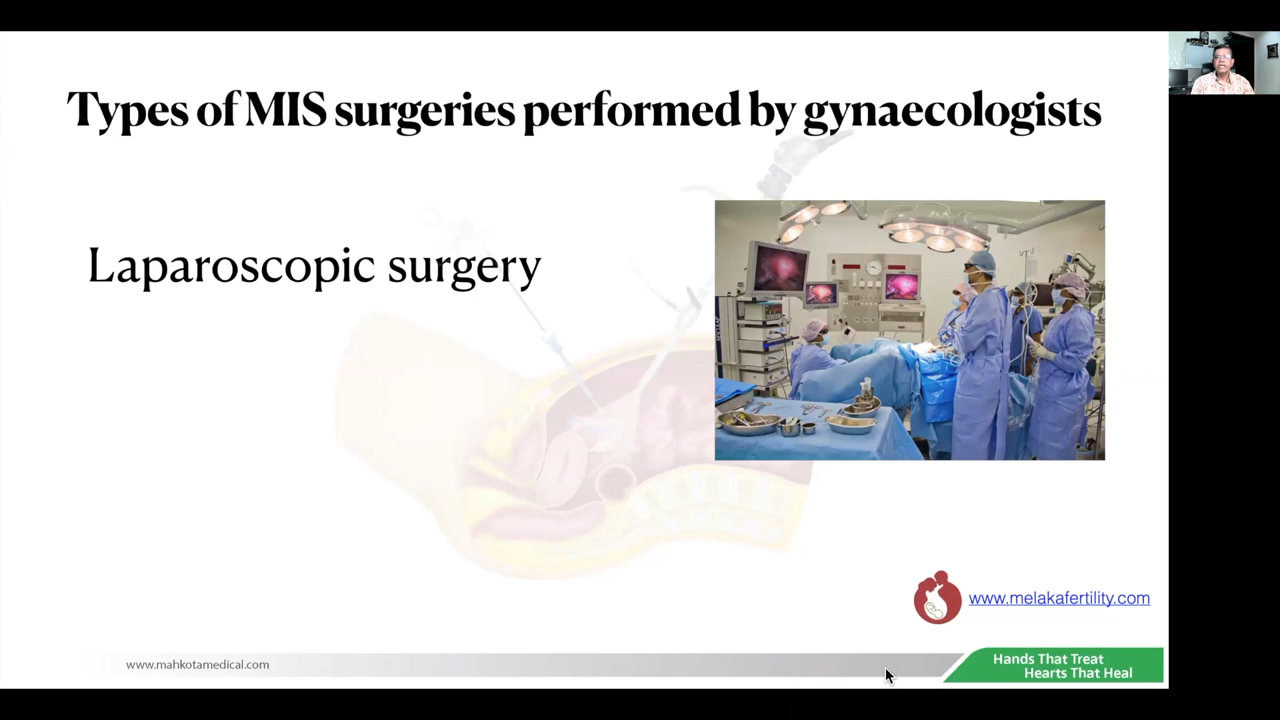 Types of MIS surgeries performed by gynaecologists
Laparoscopic surgery
www.melakafertility.com
www.mahkotamedical.com
Hands That Treat
Hearts That Heal